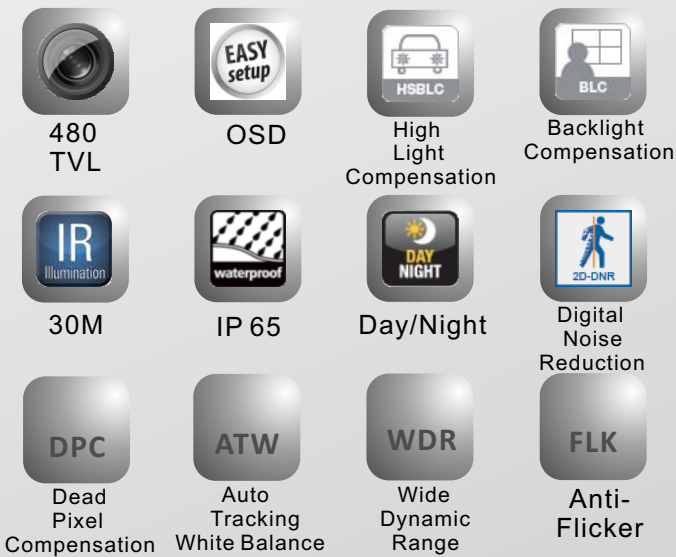 EASY
setup
HSBLC
BLC
480
TVL
OSD
High
Light
Compensation
Backlight
Compensation
IR
Illumination
waterproof
DAY
NIGHT
2D-DNR
30M
IP 65
Day/Night
Digital
Noise
Reduction
DPC
ATW
WDR
FLK
Dead
Pixel
Compensation
Auto
Tracking
White Balance
Wide
Dynamic
Range
Anti-
Flicker